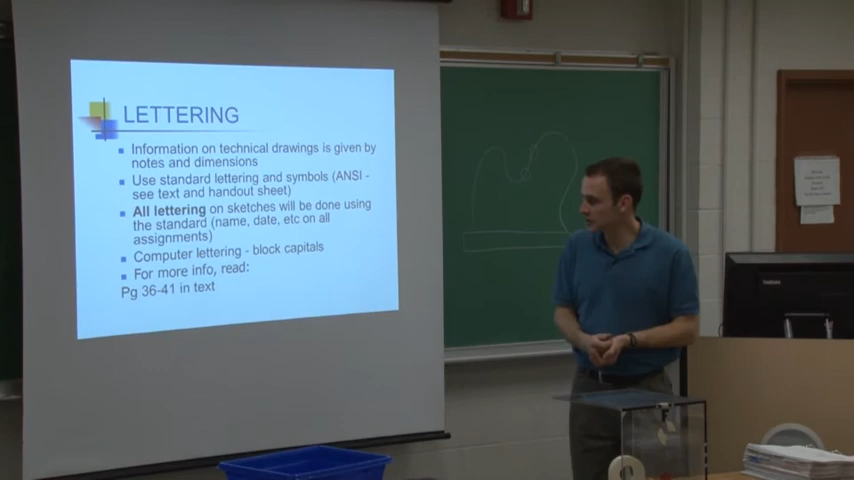 LETTERING
Information on technical drawings is given by
notes and dimensions
Use standard lettering and symbols (ANSI -
see text and handout sheet)
All lettering on sketches will be done using
the standard (name, date, etc on all
assignments)
Computer lettering - block capitals
For more info, read:
Pg 36-41 in text